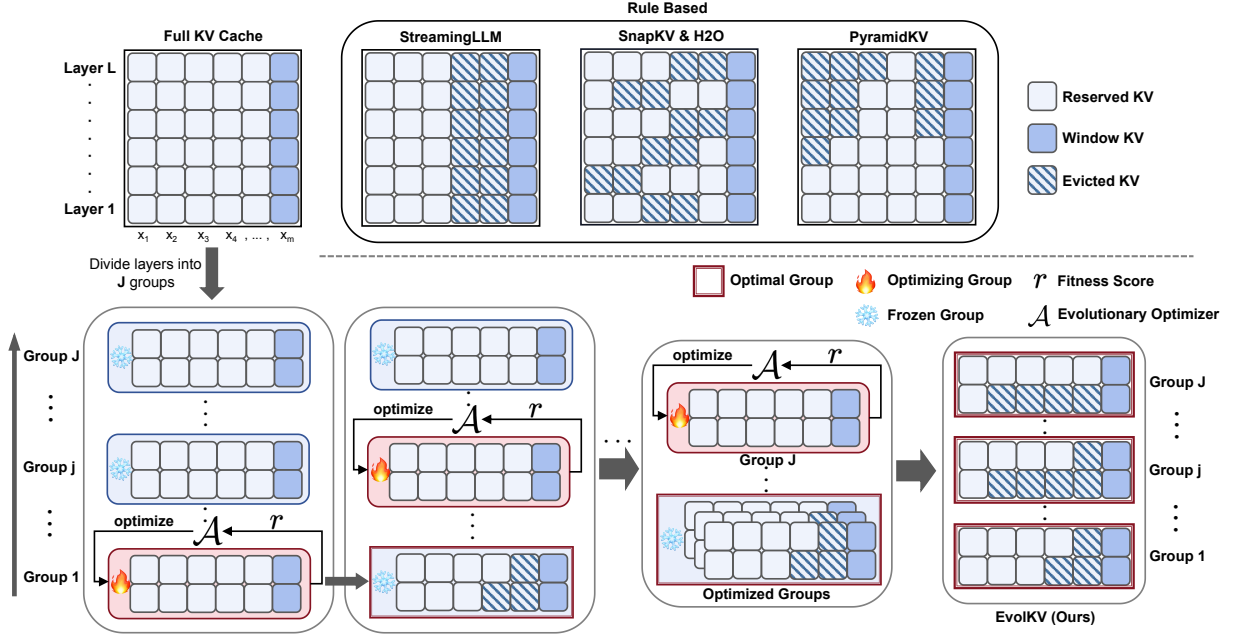 Rule Based
Full KV Cache
StreamingLLM
SnapKV & H2O
PyramidKV
Layer L
Layer 1
Reserved KV
Window KV
Evicted KV
x1 x2 x3 x4 , ... , xm
Divide layers into
J groups
Optimal Group
Optimizing Group
r Fitness Score
Frozen Group
A Evolutionary Optimizer
Group J
Group j
Group 1
optimize A r
optimize A r
...
optimize A r
Group J
Optimized Groups
Group J
Group j
Group 1
EvolKV (Ours)